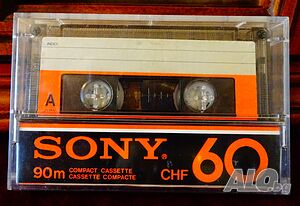 INDEX
A
SONY®
90m COMPACT CASSETTE
CASSETTE COMPACTE
CHF 60
ALO.bg